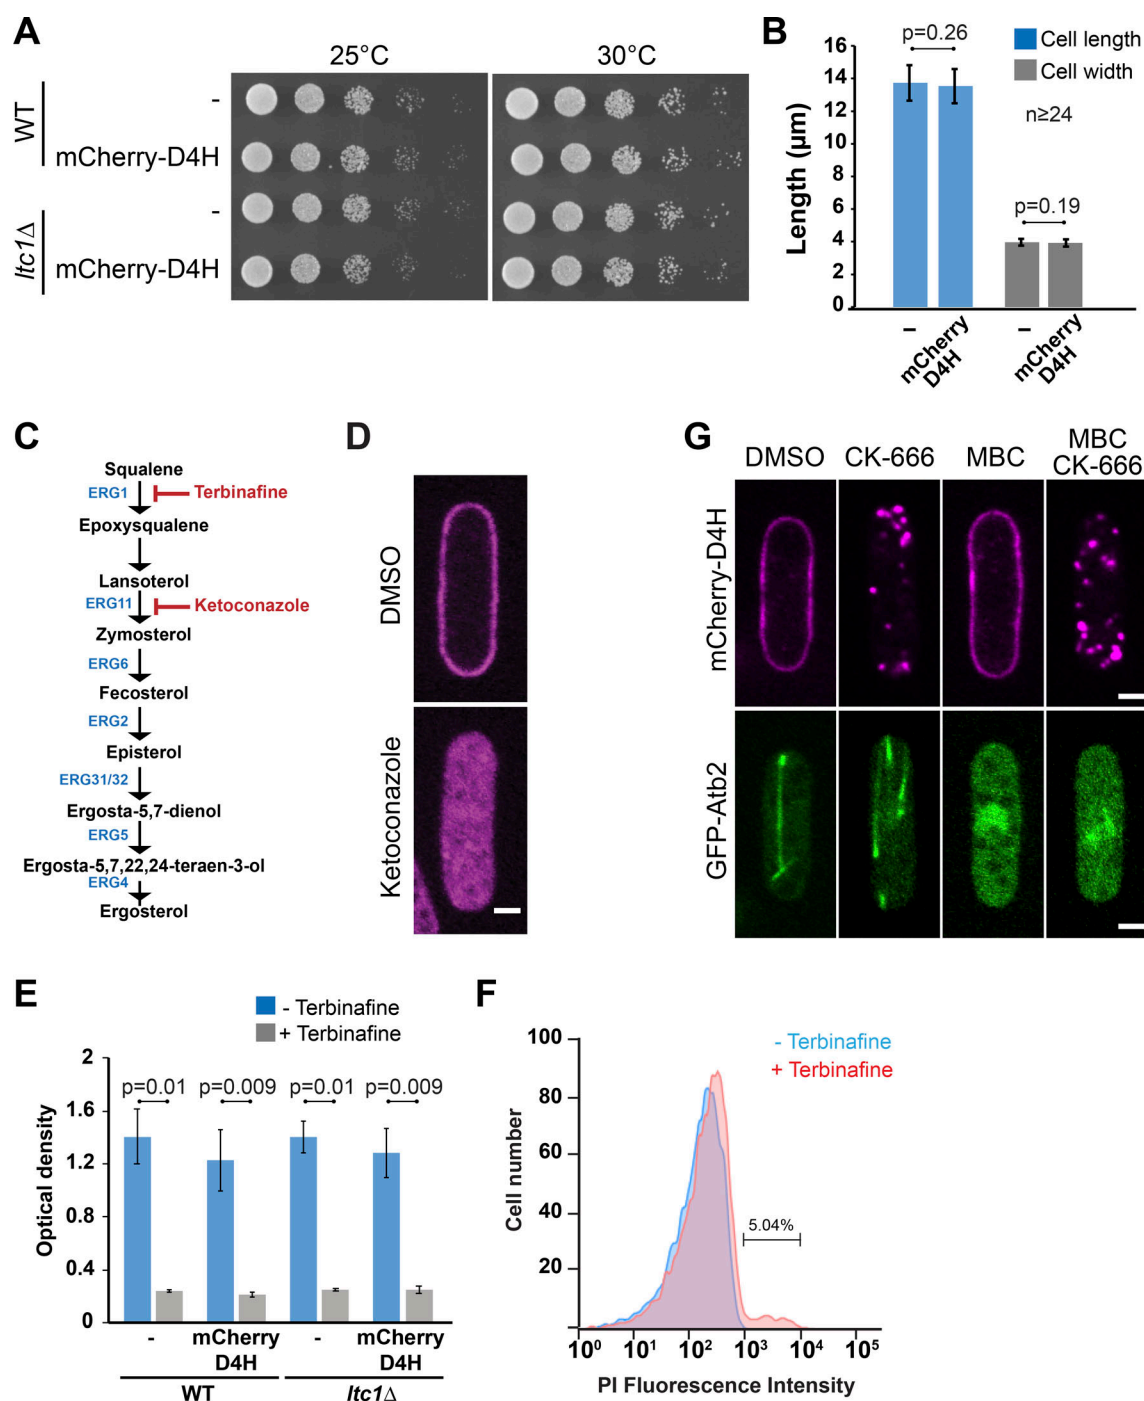 A
25°C
30°C
WT
-
mCherry-D4H
ltc1Δ
-
mCherry-D4H
B
Cell length
Cell width
n≥24
p=0.26
p=0.19
Length (µm)
16
14
12
10
8
6
4
2
0
–
mCherry
D4H
–
mCherry
D4H
C
Squalene
ERG1
Terbinafine
Epoxysqualene
Lansoterol
ERG11
Ketoconazole
Zymosterol
ERG6
Fecosterol
ERG2
Episterol
ERG31/32
Ergosta-5,7-dienol
ERG5
Ergosta-5,7,22,24-teraen-3-ol
ERG4
Ergosterol
D
DMSO
Ketoconazole
G
DMSO
CK-666
MBC
MBC
CK-666
mCherry-D4H
GFP-Atb2
E
- Terbinafine
+ Terbinafine
p=0.01
p=0.009
p=0.01
p=0.009
Optical density
2
1.6
1.2
0.8
0.4
0
-
mCherry
D4H
-
mCherry
D4H
WT
ltc1Δ
F
- Terbinafine
+ Terbinafine
5.04%
Cell number
100
80
60
40
20
10⁰ 10¹ 10² 10³ 10⁴ 10⁵
PI Fluorescence Intensity